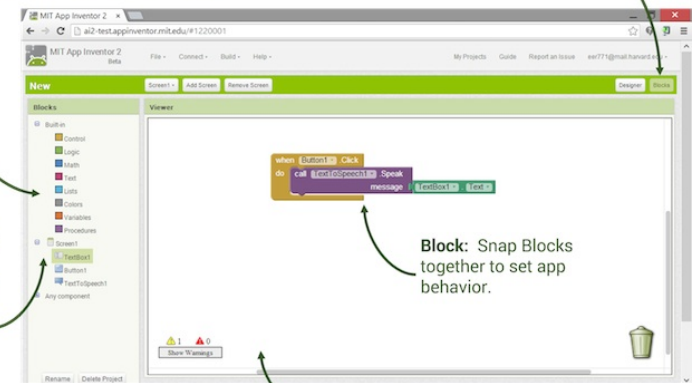 MIT App Inventor 2
ai2-test.appinventor.mit.edu/#1220001
MIT App Inventor 2
Beta
File
Connect
Build
Help
My Projects
Guide
Report an Issue
New
Screen1
Add Screen
Remove Screen
Designer
Blocks
Blocks
Viewer
Built-in
Control
Logic
Math
Text
Lists
Colors
Variables
Procedures
Screen1
TextBox1
Button1
TextToSpeech1
Any component
Rename
Delete Project
when Button1 .Click
do call TextToSpeech1 .Speak
message TextBox1 . Text
Block: Snap Blocks
together to set app
behavior.
1 0
Show Warnings